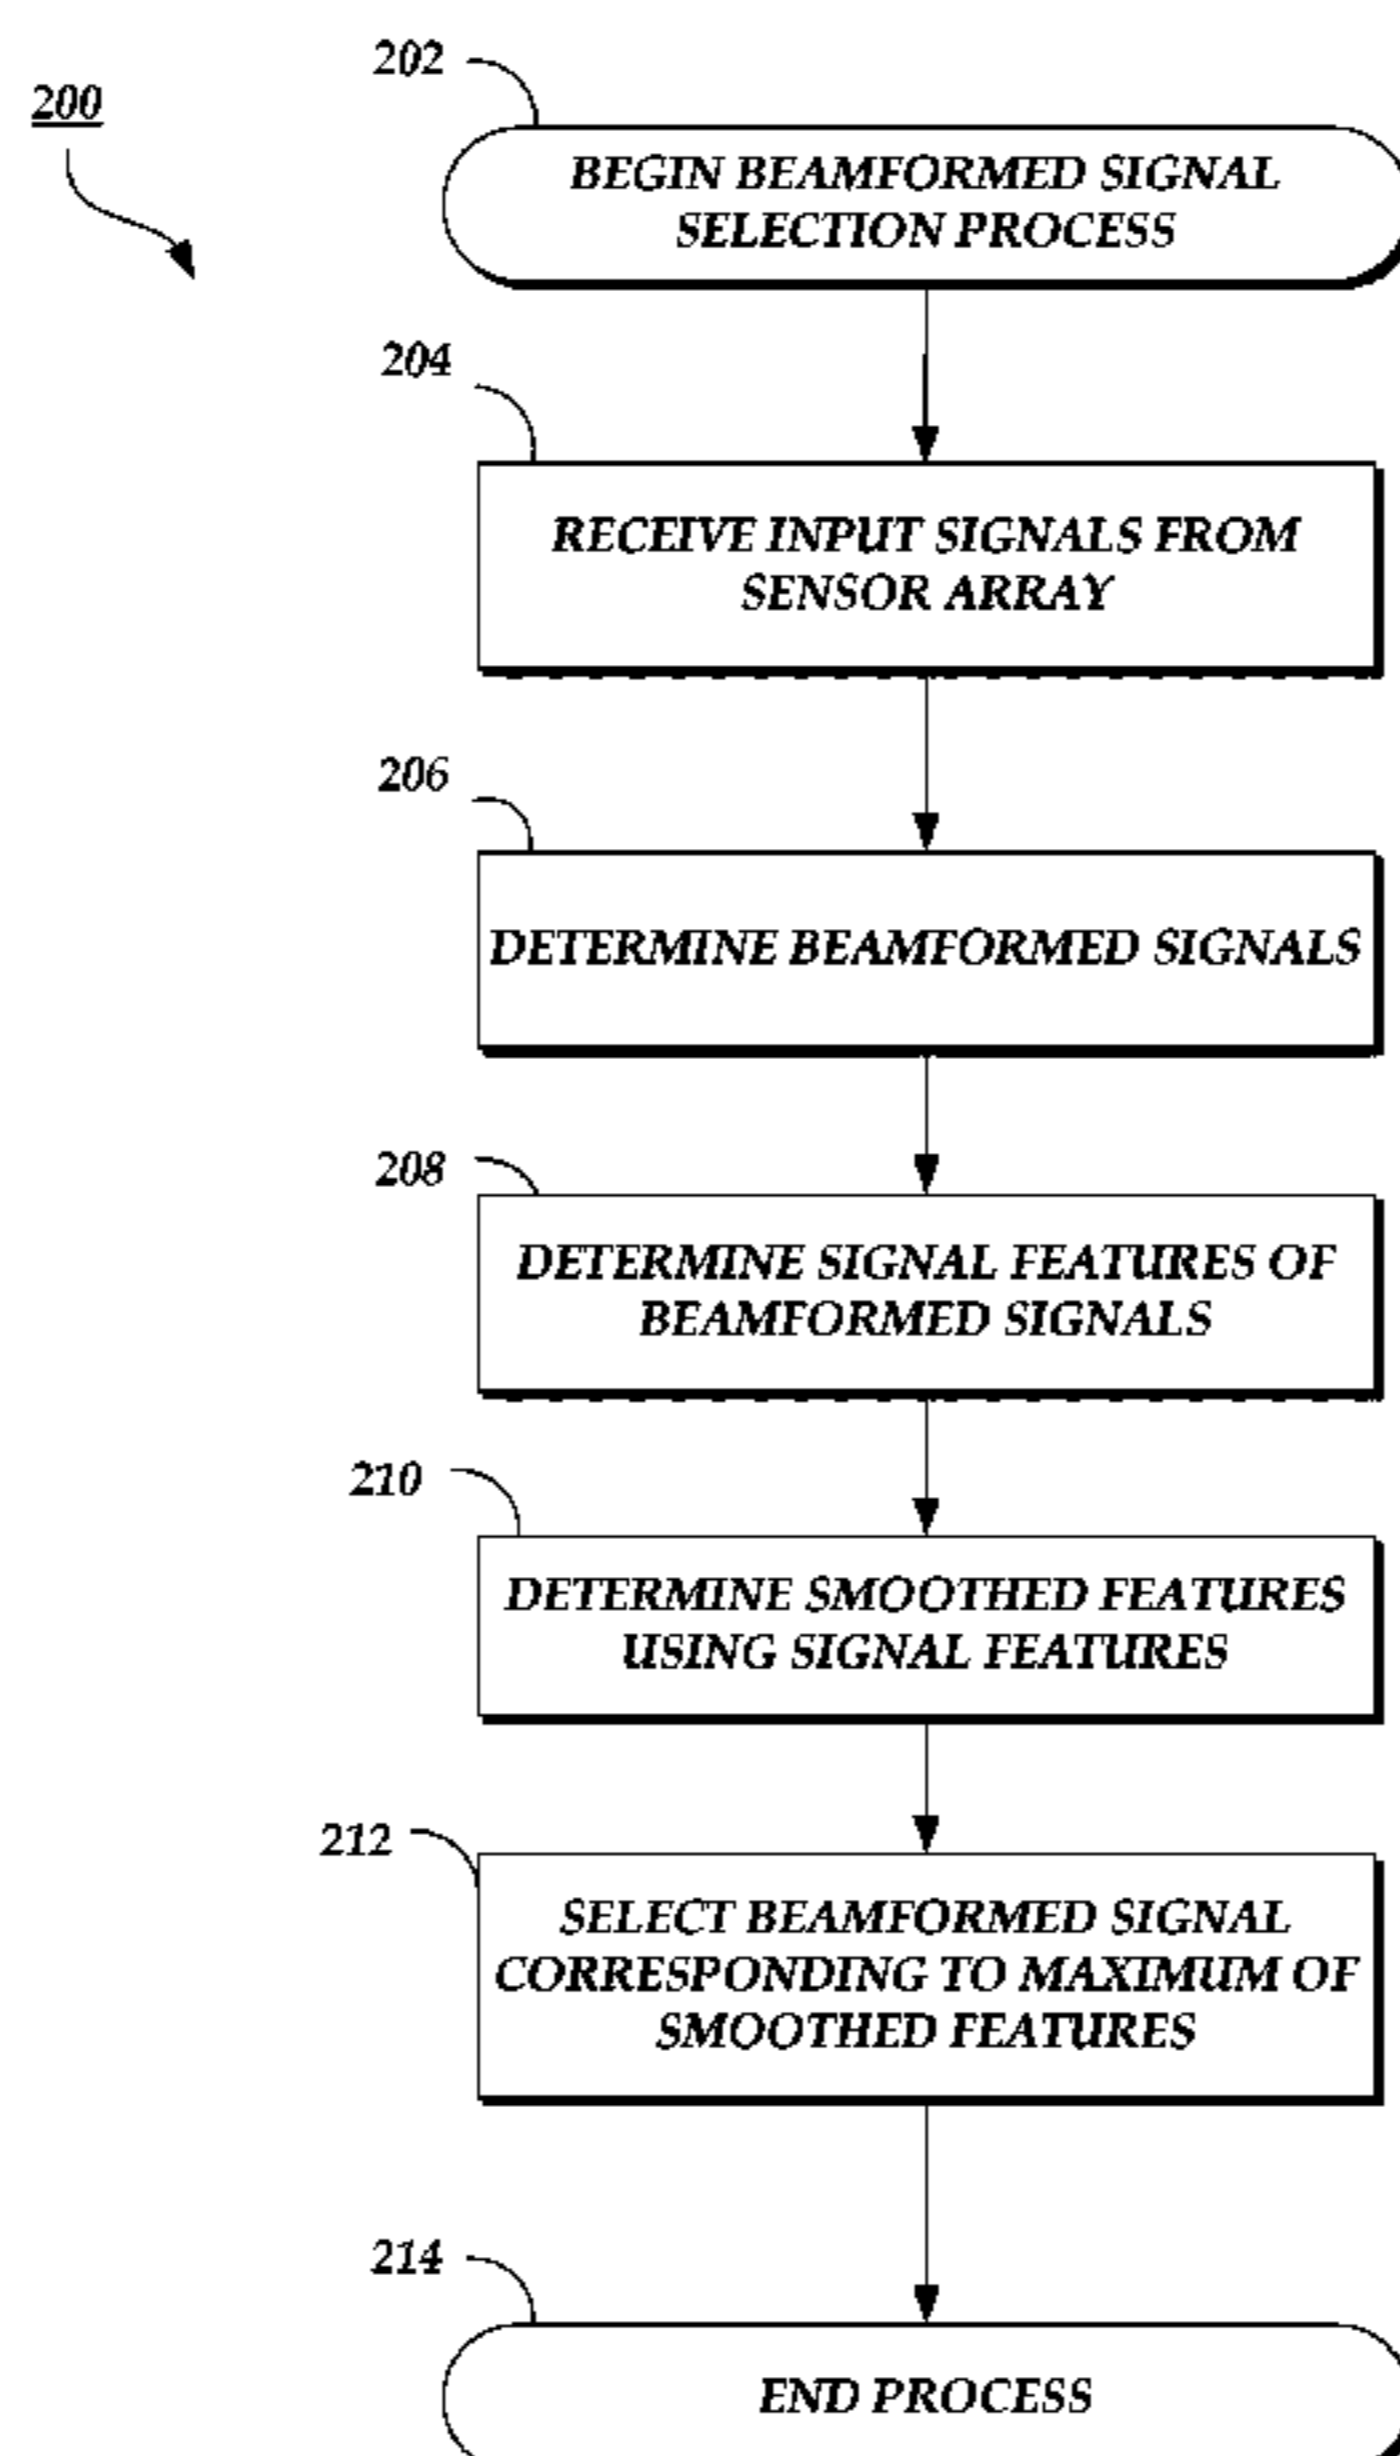 202
200
BEGIN BEAMFORMED SIGNAL
SELECTION PROCESS
204
RECEIVE INPUT SIGNALS FROM
SENSOR ARRAY
206
DETERMINE BEAMFORMED SIGNALS
208
DETERMINE SIGNAL FEATURES OF
BEAMFORMED SIGNALS
210
DETERMINE SMOOTHED FEATURES
USING SIGNAL FEATURES
212
SELECT BEAMFORMED SIGNAL
CORRESPONDING TO MAXIMUM OF
SMOOTHED FEATURES
214
END PROCESS